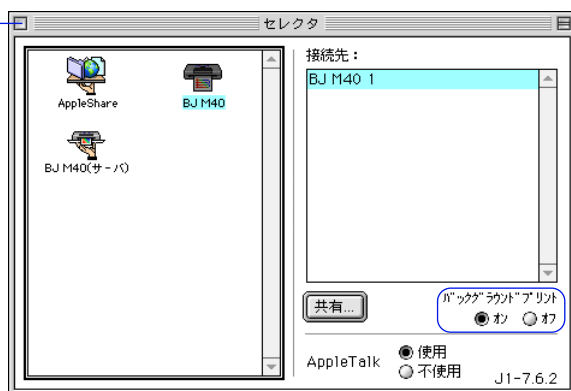 セレクタ
AppleShare
BJ M40
BJ M40(サーバ)
接続先：
BJ M40 1
共有...
バックグラウンドプリント
オン オフ
AppleTalk
使用
不使用
J1-7.6.2